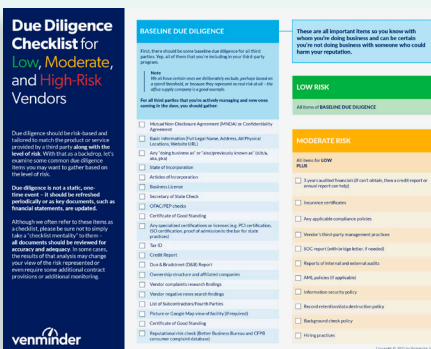 Due Diligence
Checklist for
Low, Moderate,
and High-Risk
Vendors
Due diligence should be risk-based and
tailored to match the product or service
provided by a third party along with the
level of risk. With that as a backdrop, let's
examine some common due diligence
items you may want to gather based on
the level of risk.
Due diligence is not a static, one-
time event – it should be refreshed
periodically or as key documents, such as
financial statements, are updated.
Although we often refer to these items as
a checklist, please be sure not to simply
take a "checklist mentality" to them –
all documents should be reviewed for
accuracy and adequacy. In some cases,
the results of that analysis may change
your view of the risk represented or
even require some additional contract
provisions or additional monitoring.
venminder
BASELINE DUE DILIGENCE
First, there should be some baseline due diligence for all third
parties. Yep, all of them that you're including in your third-party
program.
Note
We all have certain ones we deliberately exclude, perhaps based on
a spend threshold, or because they represent no real risk at all – the
office supply company is a good example.
For all third parties that you're actively managing and new ones
coming in the door, you should gather:
Mutual Non-Disclosure Agreement (MNDA) or Confidentiality
Agreement
Basic information (Full Legal Name, Address, All Physical
Locations, Website URL)
Any "doing business as" or "also/previously known as" (d/b/a,
aka, pka)
State of Incorporation
Articles of Incorporation
Business License
Secretary of State Check
OFAC/PEP checks
Certificate of Good Standing
Any specialized certifications or licenses (e.g. PCI certification,
ISO certification, proof of admission to the bar for state
practices)
Tax ID
Credit Report
Dun & Bradstreet (D&B) Report
Ownership structure and affiliated companies
Vendor complaints research findings
Vendor negative news search findings
List of Subcontractors/Fourth Parties
Picture or Google Map view of facility (if required)
Certificate of Good Standing
Reputational risk check (Better Business Bureau and CFPB
consumer complaint database)
These are all important items so you know with
whom you're doing business and can be certain
you're not doing business with someone who could
harm your reputation.
LOW RISK
All items of BASELINE DUE DILIGENCE
MODERATE RISK
All items for LOW
PLUS
3 years audited financials (if can't obtain, then a credit report or
annual report can help)
Insurance certificates
Any applicable compliance policies
Vendor's third-party management practices
SOC report (with bridge letter, if needed)
Reports of internal and external audits
AML policies (if applicable)
Information security policy
Record retention/data destruction policy
Background check policy
Hiring practices